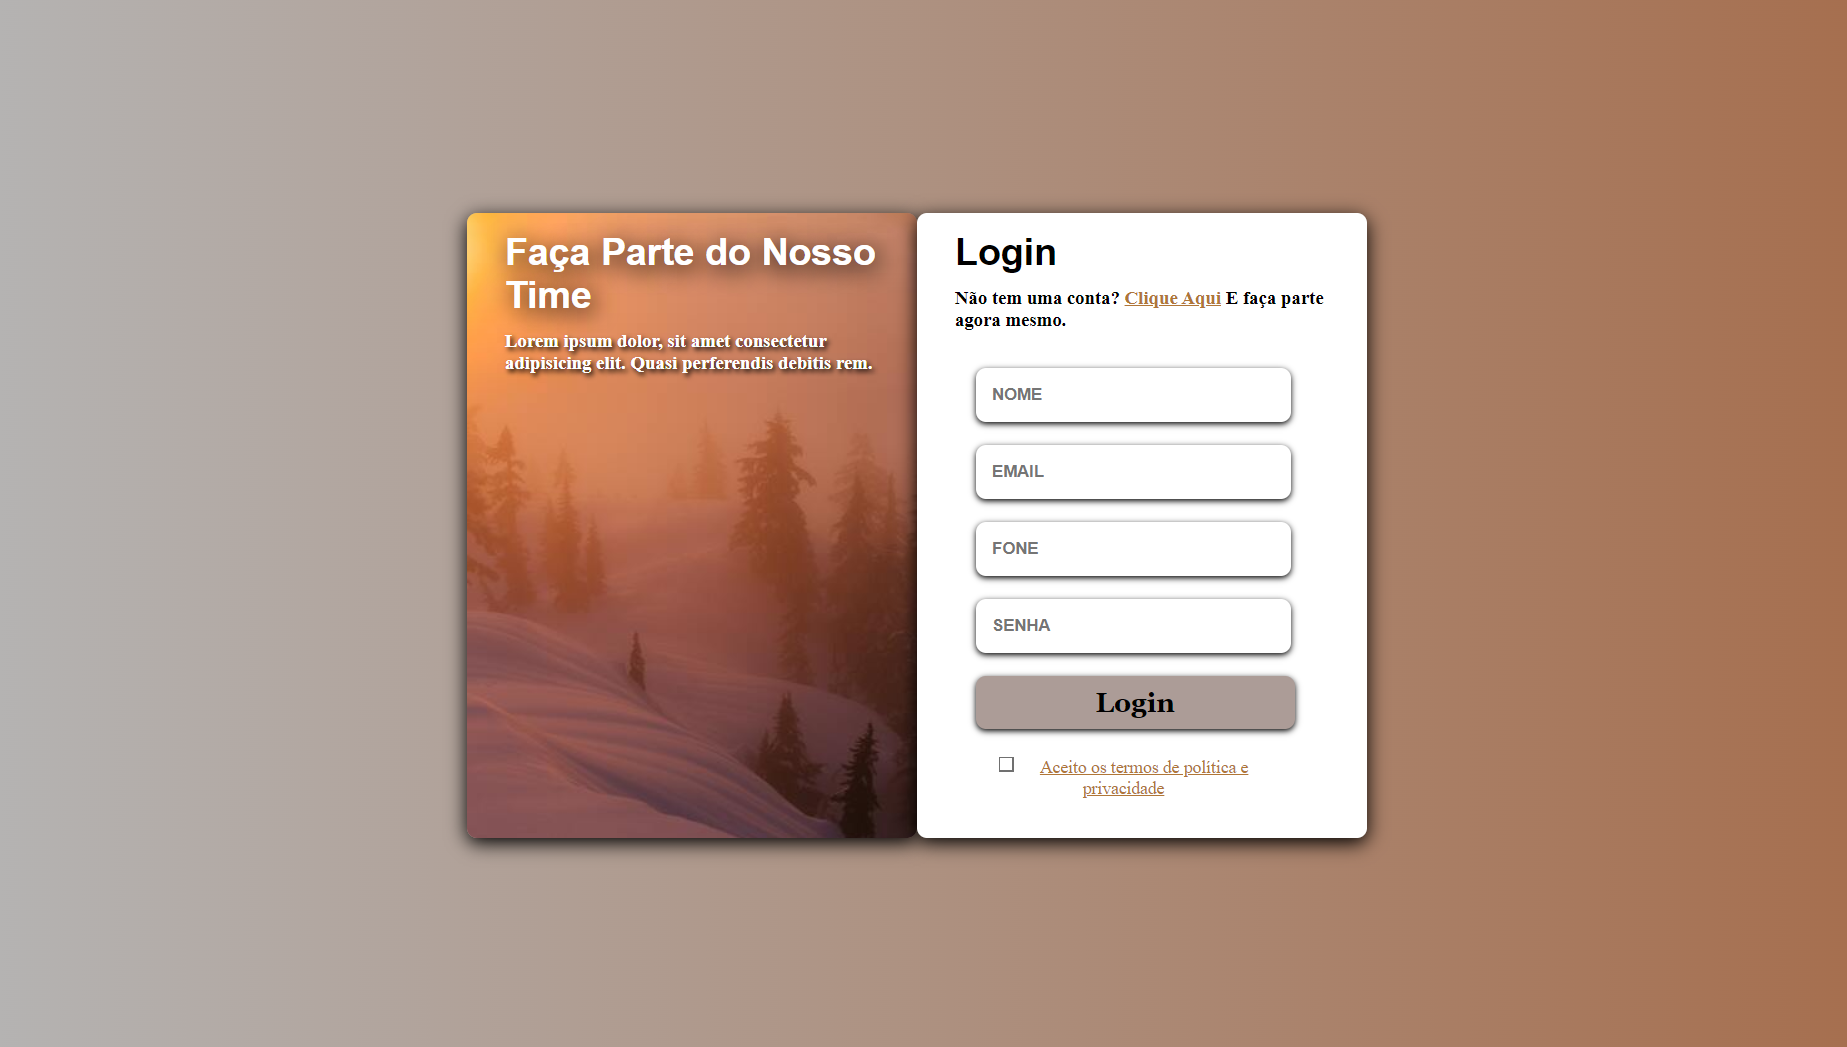 Faça Parte do Nosso
Time
Lorem ipsum dolor, sit amet consectetur
adipisicing elit. Quasi perferendis debitis rem.
Login
Não tem uma conta? Clique Aqui E faça parte
agora mesmo.
NOME
EMAIL
FONE
SENHA
Login
Aceito os termos de política e
privacidade